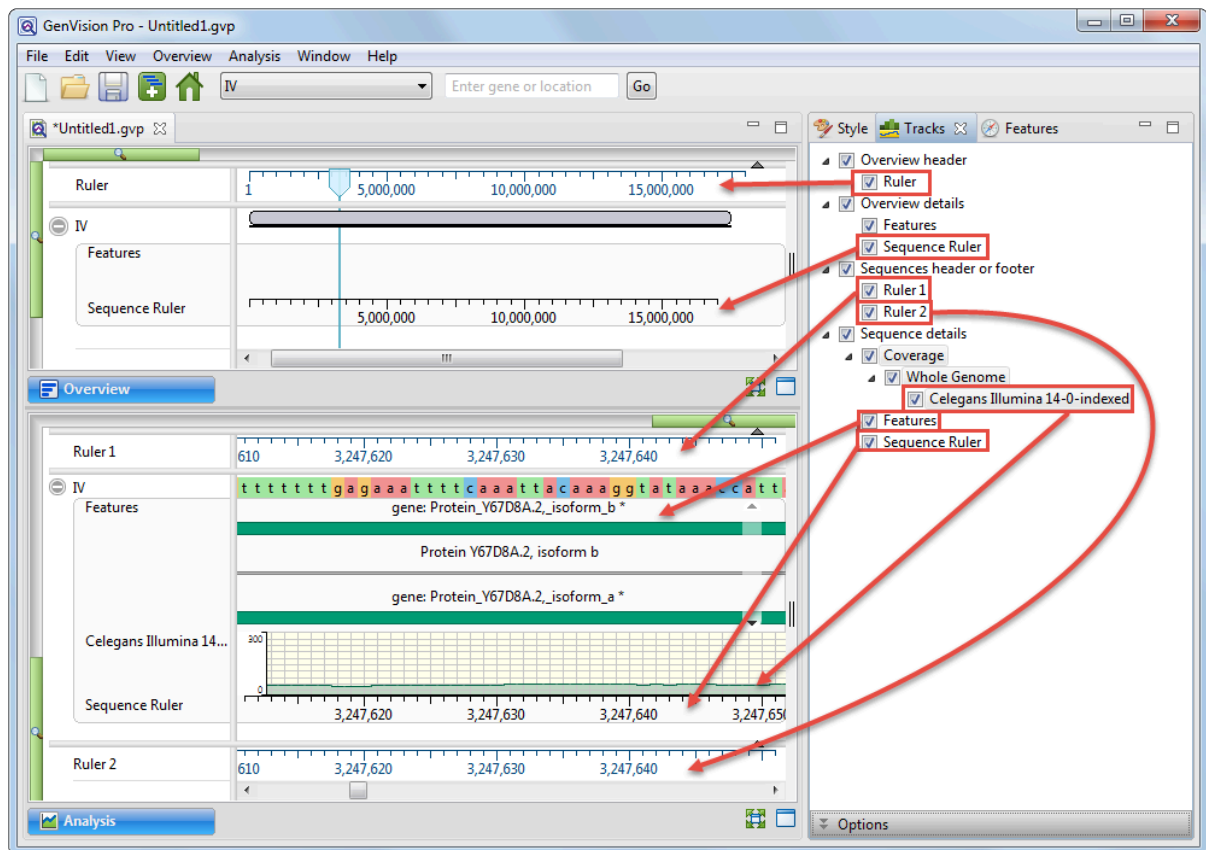 GenVision Pro - Untitled1.gvp
File Edit View Overview Analysis Window Help
IV Enter gene or location Go
*Untitled1.gvp
Ruler
1 5,000,000 10,000,000 15,000,000
IV
Features
Sequence Ruler
5,000,000 10,000,000 15,000,000
Overview
Ruler 1
610 3,247,620 3,247,630 3,247,640
IV
t t t t t t t g a g a a a t t t t c a a a t t a c a a a g g t a t a a a c c a t t
Features
gene: Protein_Y67D8A.2,_isoform_b *
Protein Y67D8A.2, isoform b
gene: Protein_Y67D8A.2,_isoform_a *
Celegans Illumina 14...
300
0
Sequence Ruler
3,247,620 3,247,630 3,247,640 3,247,650
Ruler 2
610 3,247,620 3,247,630 3,247,640
Analysis
Style Tracks Features
Overview header
Ruler
Overview details
Features
Sequence Ruler
Sequences header or footer
Ruler 1
Ruler 2
Sequence details
Coverage
Whole Genome
Celegans Illumina 14-0-indexed
Features
Sequence Ruler
Options